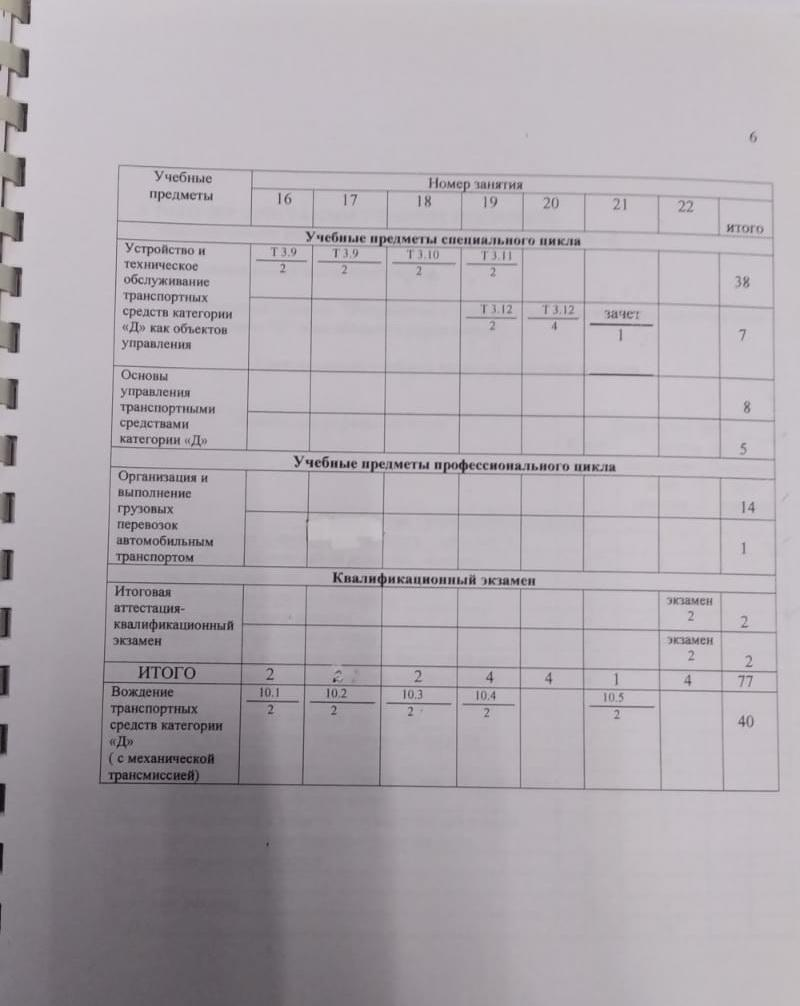 6
Учебные предметы
Номер занятия
16 17 18 19 20 21 22 итого
Учебные предметы специального цикла
Устройство и
техническое
обслуживание
транспортных
средств категории
«Д» как объектов
управления
Т 3.9 Т 3.9 Т 3.10 Т 3.11
2 2 2 2 38
Т 3.12 Т 3.12 зачет
2 4 1 7
Основы
управления
транспортными
средствами
категории «Д»
8
5
Учебные предметы профессионального цикла
Организация и
выполнение
грузовых
перевозок
автомобильным
транспортом
14
1
Квалификационный экзамен
Итоговая
аттестация-
квалификационный
экзамен
экзамен
2 2
экзамен
2 2
ИТОГО 2 2 2 4 4 1 4 77
Вождение
транспортных
средств категории
«Д»
( с механической
трансмиссией)
10.1 10.2 10.3 10.4 10.5
2 2 2 2 2 40